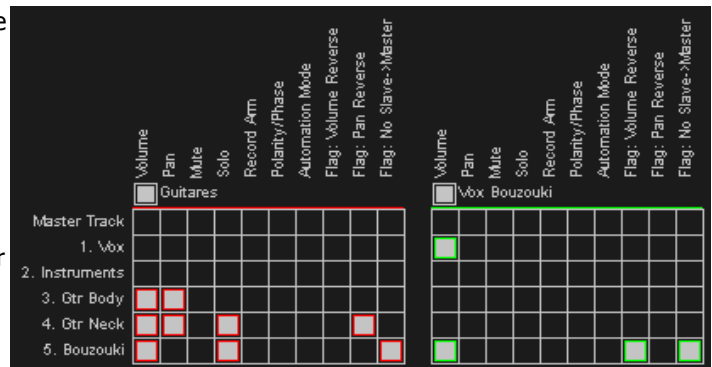 e
r
Volume
Pan
Mute
Solo
Record Arm
Polarity/Phase
Automation Mode
Flag: Volume Reverse
Flag: Pan Reverse
Flag: No Slave->Master
Guitares
Volume
Pan
Mute
Solo
Record Arm
Polarity/Phase
Automation Mode
Flag: Volume Reverse
Flag: Pan Reverse
Flag: No Slave->Master
Vox Bouzouki
Master Track
1. Vox
2. Instruments
3. Gtr Body
4. Gtr Neck
5. Bouzouki